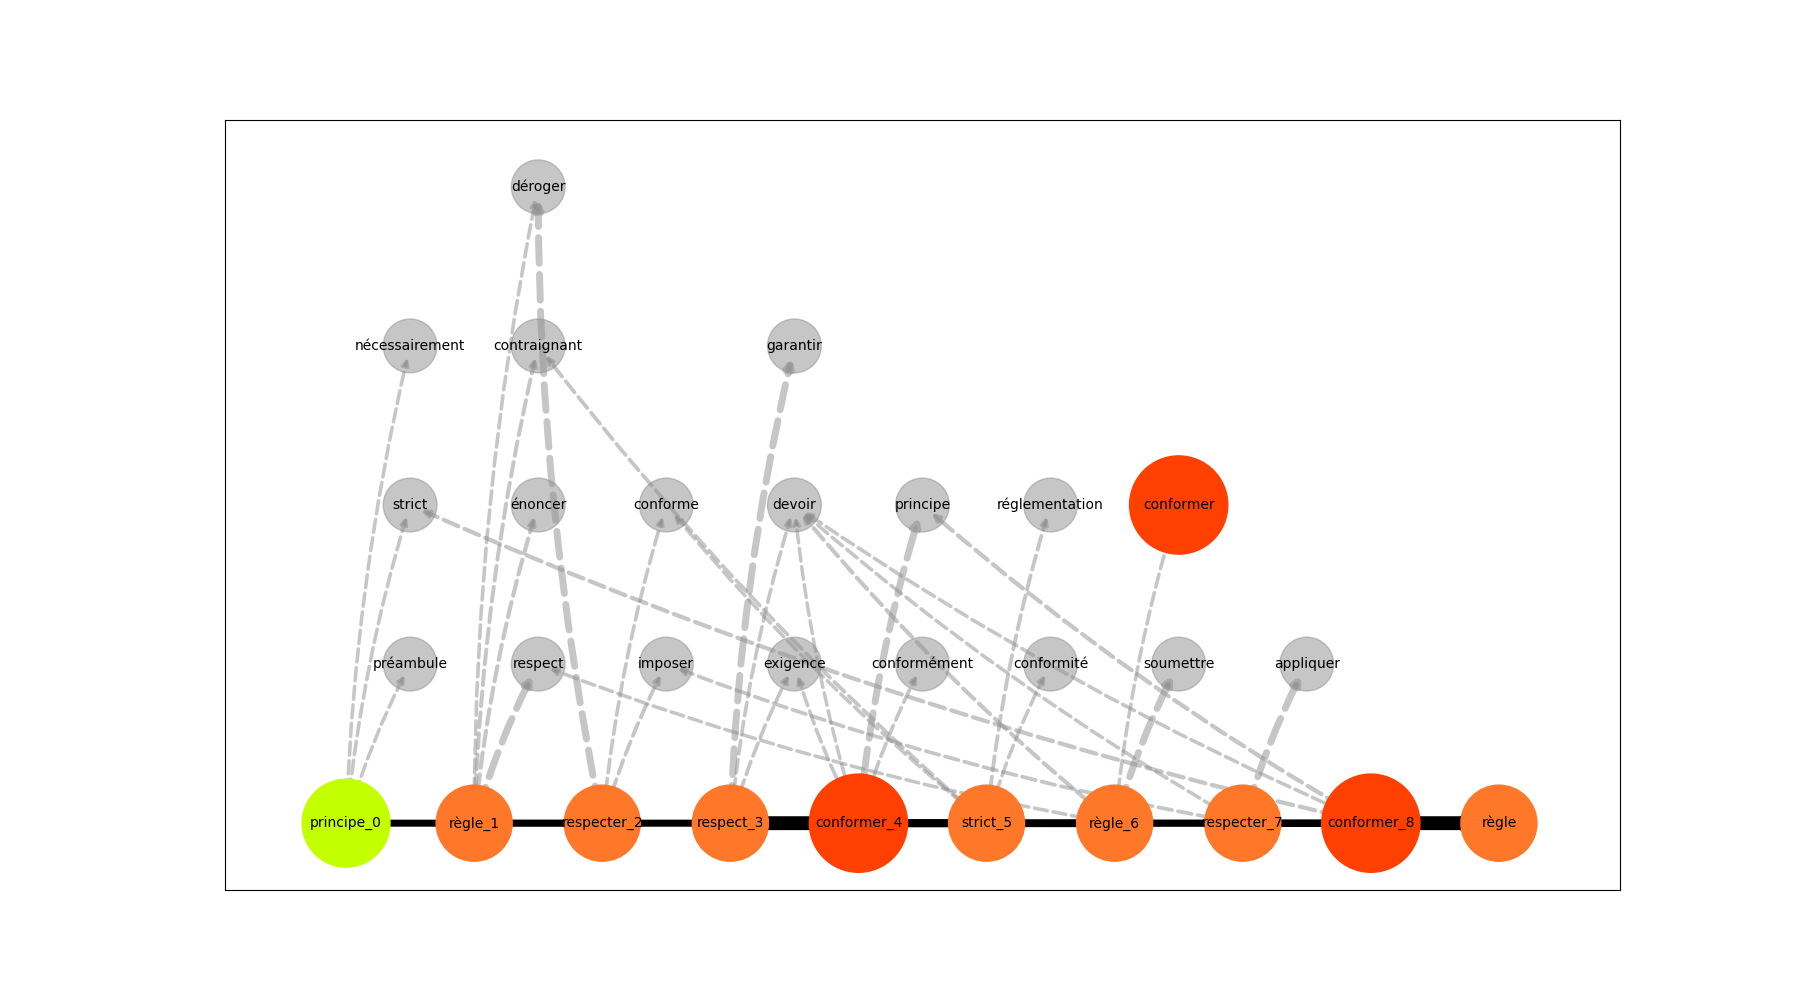 déroger
nécessairement contraignant garantir
strict énoncer conforme devoir principe réglementation conformer
préambule respect imposer exigence conformément conformité soumettre appliquer
principe_0 règle_1 respecter_2 respect_3 conformer_4 strict_5 règle_6 respecter_7 conformer_8 règle